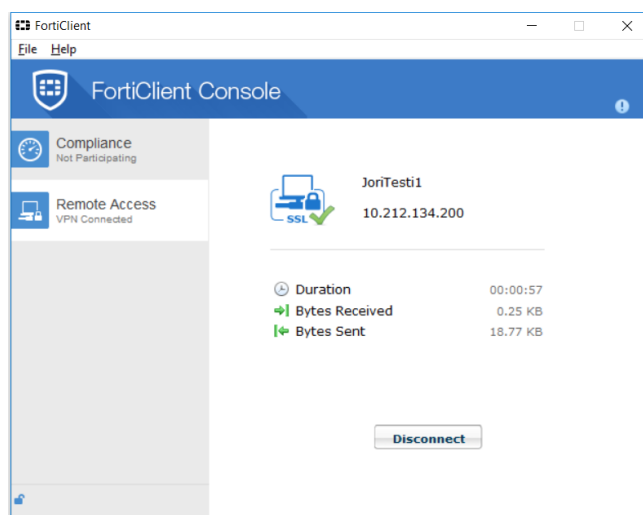 FortiClient
File Help
FortiClient Console
Compliance
Not Participating
Remote Access
VPN Connected
SSL
JoriTesti1
10.212.134.200
Duration 00:00:57
Bytes Received 0.25 KB
Bytes Sent 18.77 KB
Disconnect